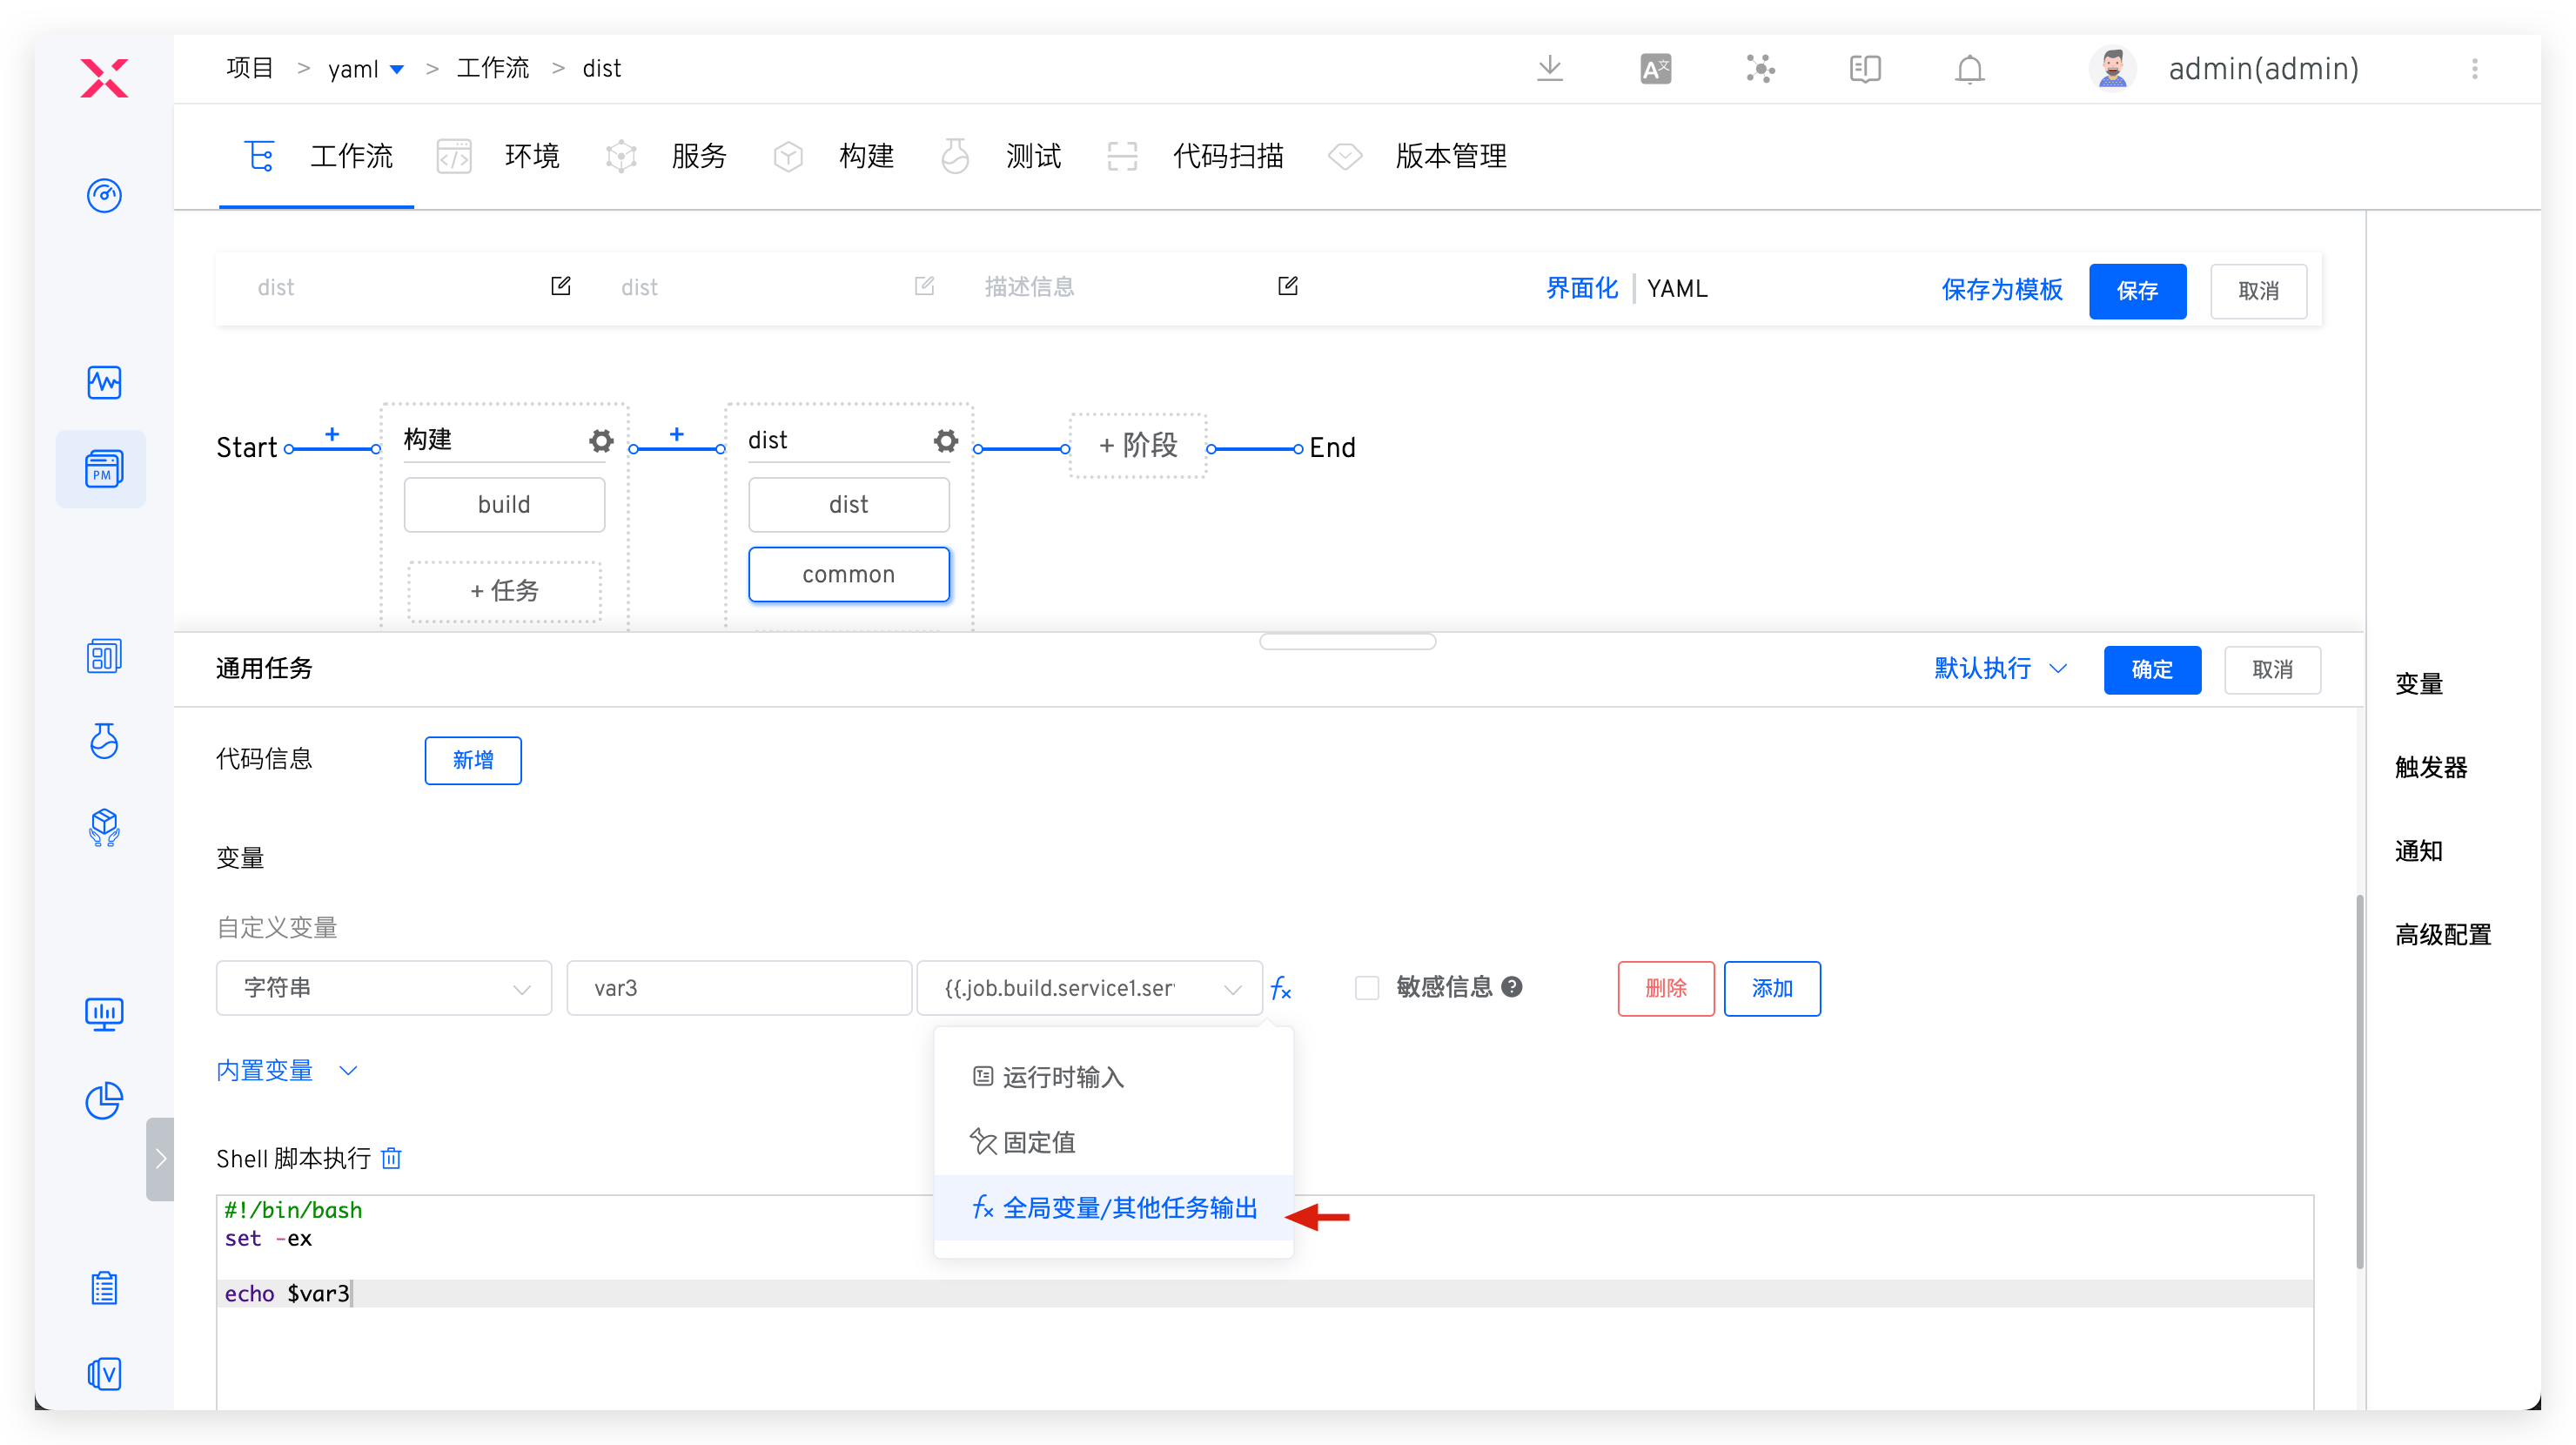 项目 > yaml > 工作流 > dist
admin(admin)
工作流 环境 服务 构建 测试 代码扫描 版本管理
dist dist 描述信息 界面化 YAML 保存为模板 保存 取消
PM
Start + 构建 + dist + 阶段 End
build dist
+ 任务 common
通用任务 默认执行 确定 取消
变量
触发器
通知
高级配置
代码信息 新增
变量
自定义变量
字符串 var3 {{.job.build.service1.ser fx 敏感信息 删除 添加
内置变量
运行时输入
固定值
fx 全局变量/其他任务输出
Shell 脚本执行
#!/bin/bash
set -ex
echo $var3